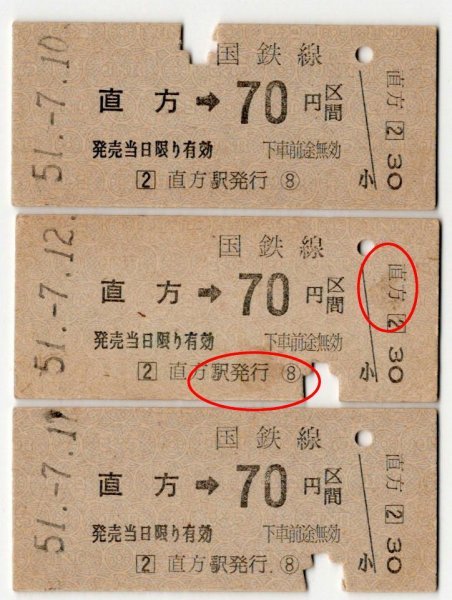 51.-7.10.
国鉄線
直方→70円区間
発売当日限り有効 下車前途無効
[2] 直方駅発行 ⑧
小
直方 [2] 30
51.-7.12.
国鉄線
直方→70円区間
発売当日限り有効 下車前途無効
[2] 直方駅発行 ⑧
小
直方 [2] 30
51.-7.1
国鉄線
直方→70円区間
発売当日限り有効 下車前途無効
[2] 直方駅発行 ⑧
小
直方 [2] 30